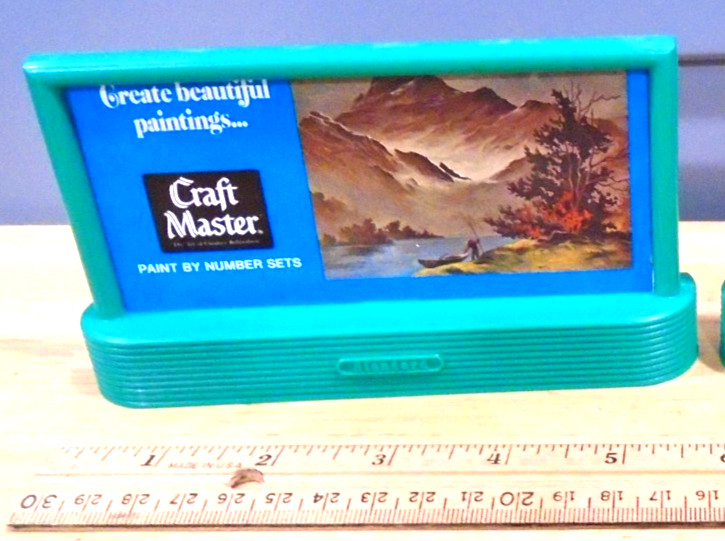 Create beautiful
paintings...
Craft
Master
PAINT BY NUMBER SETS
Standard
1 2 3 4 5
MADE IN U.S.A.
30 29 28 27 26 25 24 23 22 21 20 19 18 17 16